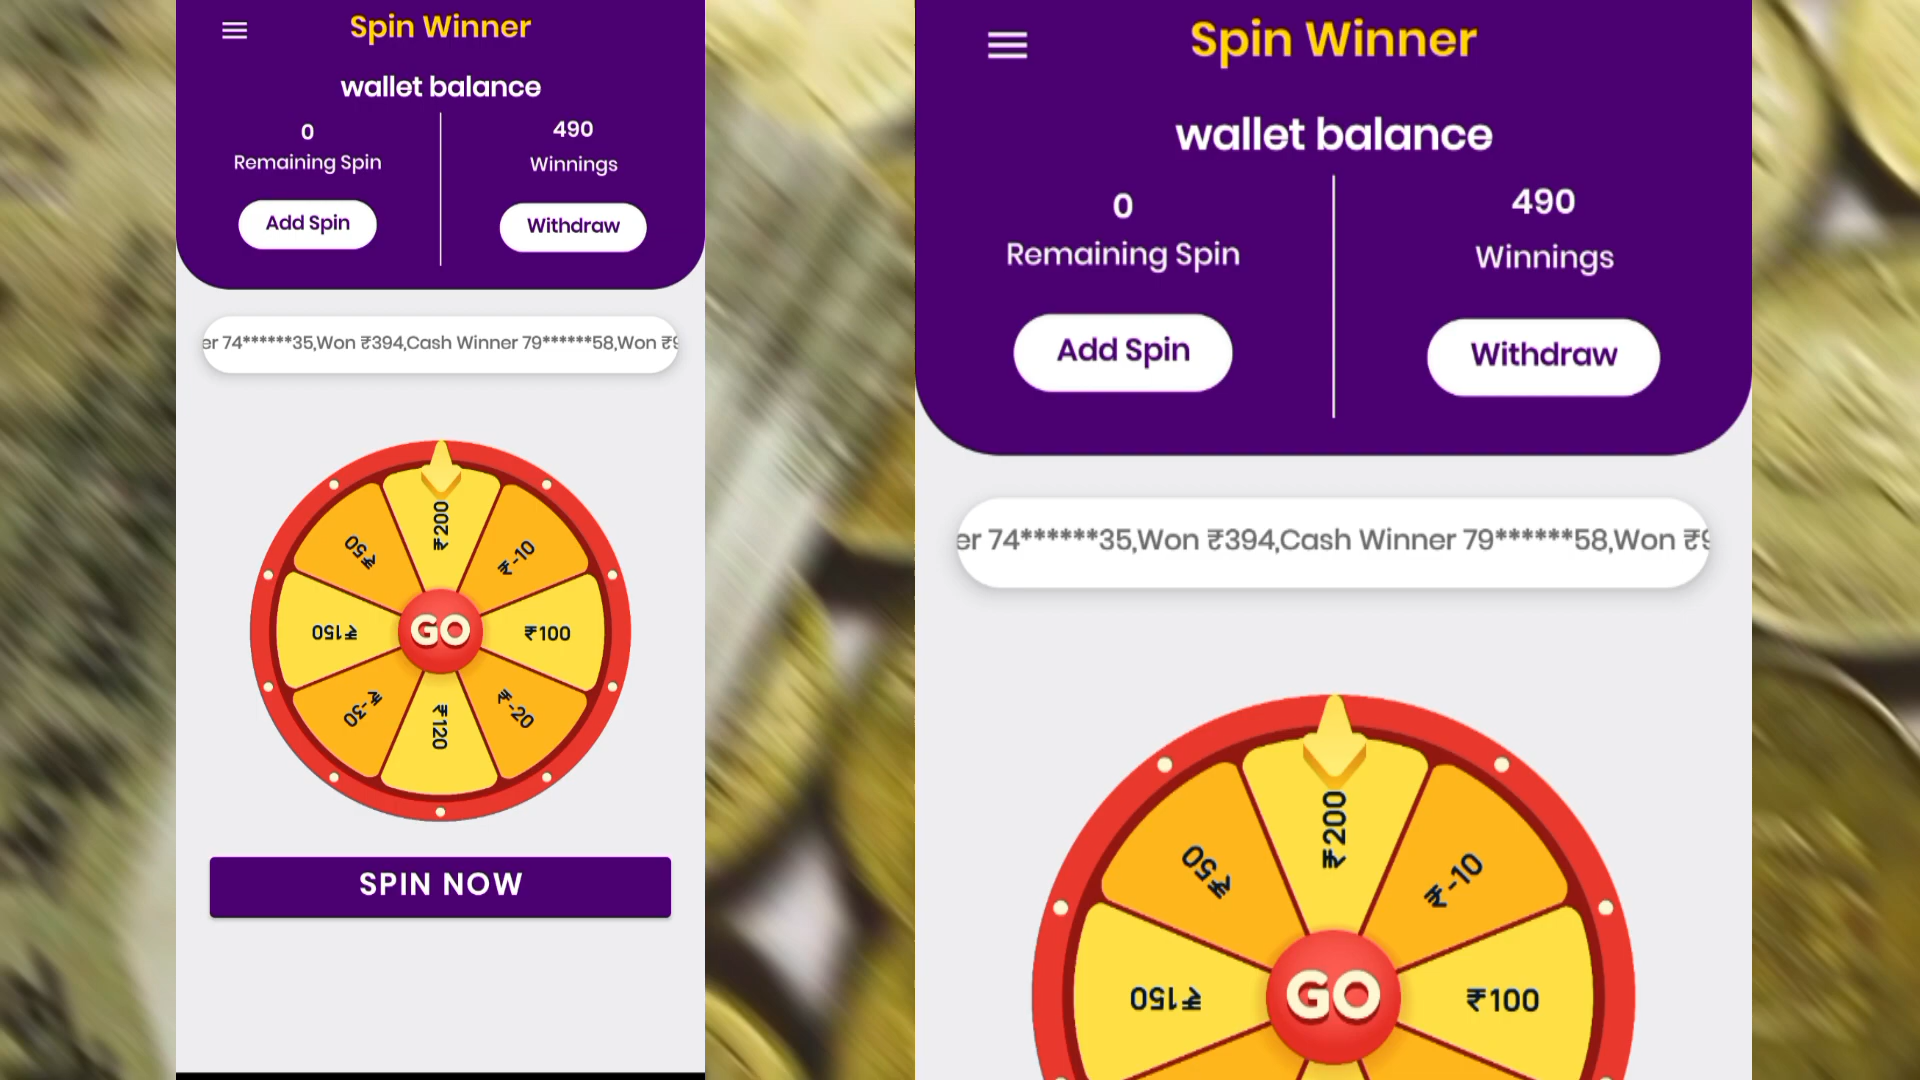 Spin Winner
wallet balance
0
Remaining Spin
Add Spin
490
Winnings
Withdraw
er 74******35,Won ₹394,Cash Winner 79******58,Won ₹9
₹200
₹-10
₹100
₹-20
₹120
₹-30
₹150
₹50
GO
SPIN NOW
Spin Winner
wallet balance
0
Remaining Spin
Add Spin
490
Winnings
Withdraw
er 74******35,Won ₹394,Cash Winner 79******58,Won ₹9
₹200
₹-10
₹100
₹150
₹50
GO